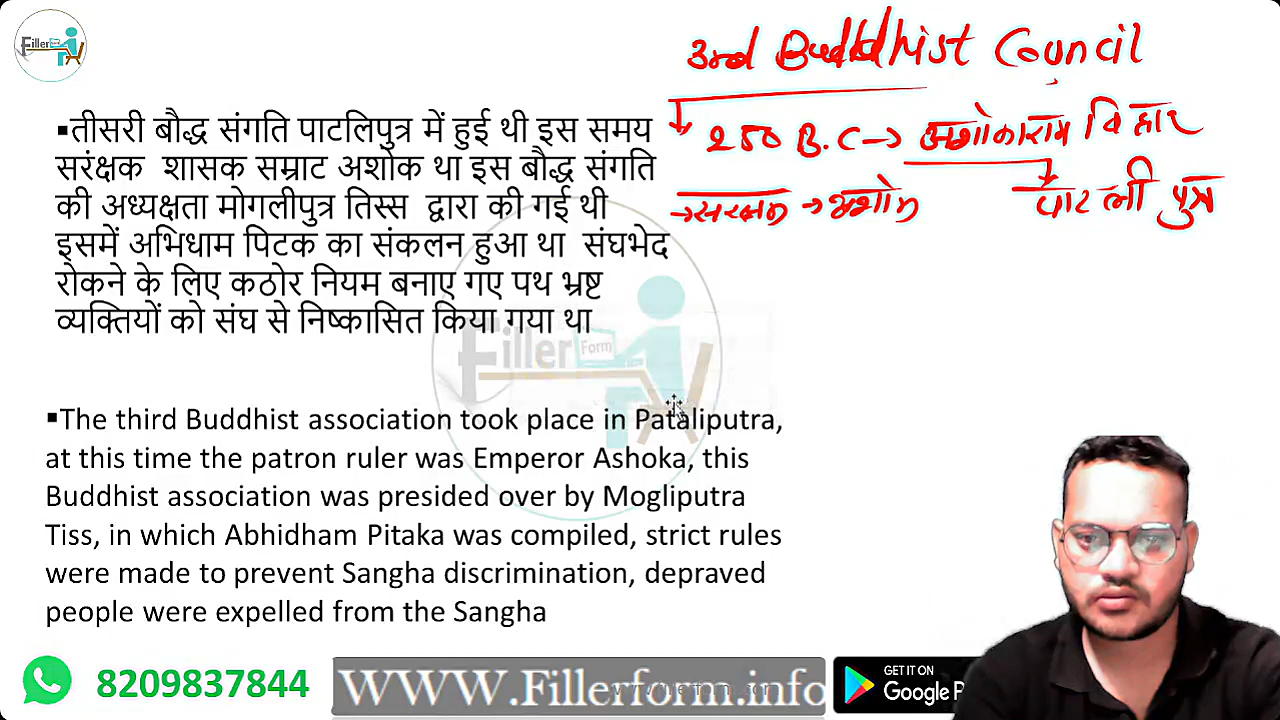 Filler
Form
3rd Buddhist Council
250 B.C → अशोकाराम विहार
→ संरक्षण → अशोक
पाटलीपुत्र
▪तीसरी बौद्ध संगति पाटलिपुत्र में हुई थी इस समय
सरंक्षक शासक सम्राट अशोक था इस बौद्ध संगति
की अध्यक्षता मोगलीपुत्र तिस्स द्वारा की गई थी
इसमें अभिधाम पिटक का संकलन हुआ था संघभेद
रोकने के लिए कठोर नियम बनाए गए पथ भ्रष्ट
व्यक्तियों को संघ से निष्कासित किया गया था
Filler Form
▪The third Buddhist association took place in Pataliputra,
at this time the patron ruler was Emperor Ashoka, this
Buddhist association was presided over by Mogliputra
Tiss, in which Abhidham Pitaka was compiled, strict rules
were made to prevent Sangha discrimination, depraved
people were expelled from the Sangha
8209837844
www.Fillerform.info
GET IT ON
Google P